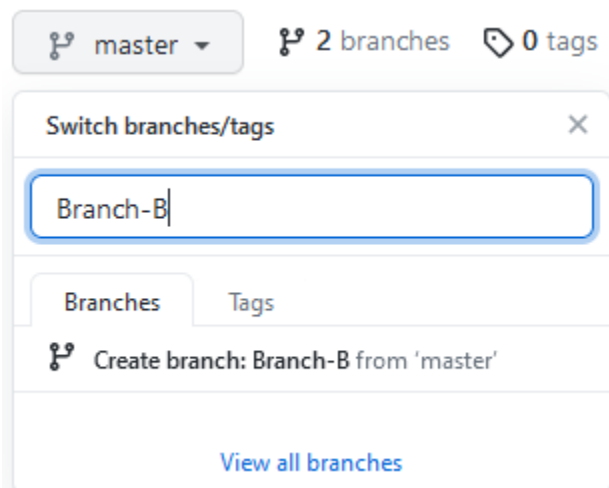 master 2 branches 0 tags
Switch branches/tags
Branch-B
Branches Tags
Create branch: Branch-B from ‘master’
View all branches